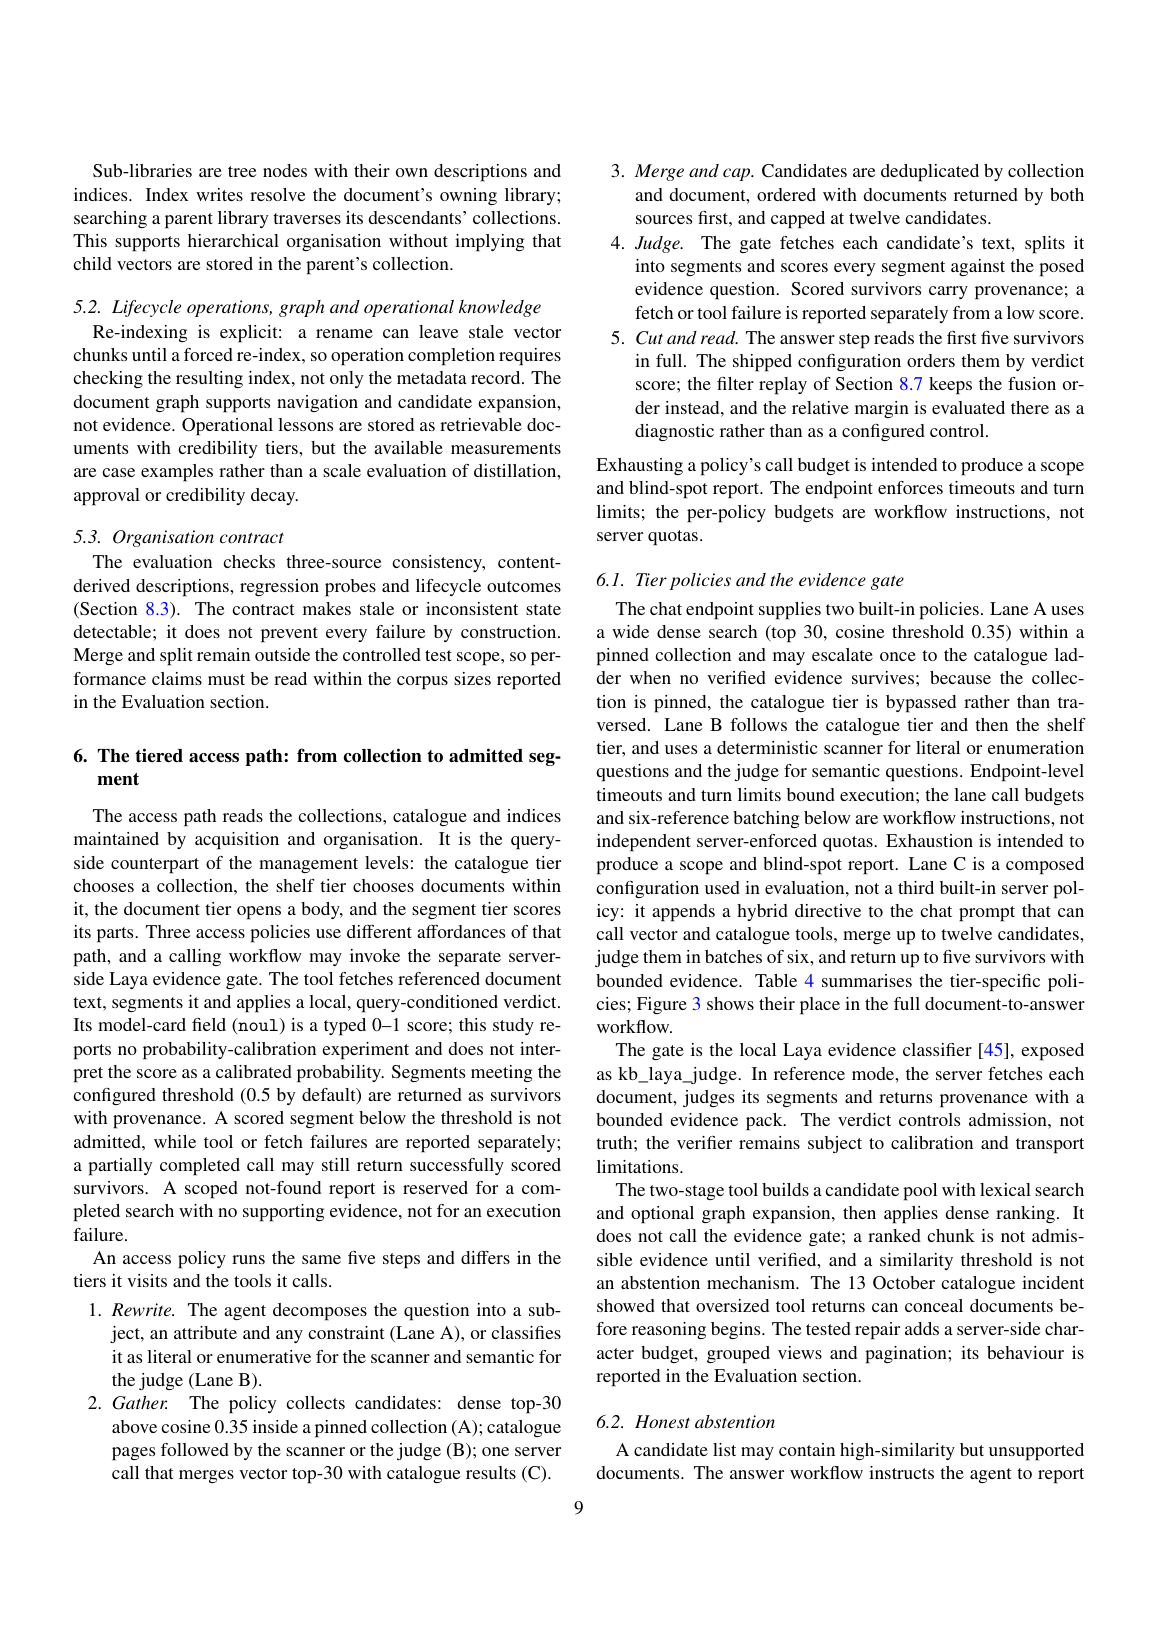 Sub-libraries are tree nodes with their own descriptions and
indices. Index writes resolve the document's owning library;
searching a parent library traverses its descendants' collections.
This supports hierarchical organisation without implying that
child vectors are stored in the parent's collection.
5.2. Lifecycle operations, graph and operational knowledge
Re-indexing is explicit: a rename can leave stale vector
chunks until a forced re-index, so operation completion requires
checking the resulting index, not only the metadata record. The
document graph supports navigation and candidate expansion,
not evidence. Operational lessons are stored as retrievable doc-
uments with credibility tiers, but the available measurements
are case examples rather than a scale evaluation of distillation,
approval or credibility decay.
5.3. Organisation contract
The evaluation checks three-source consistency, content-
derived descriptions, regression probes and lifecycle outcomes
(Section 8.3). The contract makes stale or inconsistent state
detectable; it does not prevent every failure by construction.
Merge and split remain outside the controlled test scope, so per-
formance claims must be read within the corpus sizes reported
in the Evaluation section.
6. The tiered access path: from collection to admitted seg-
ment
The access path reads the collections, catalogue and indices
maintained by acquisition and organisation. It is the query-
side counterpart of the management levels: the catalogue tier
chooses a collection, the shelf tier chooses documents within
it, the document tier opens a body, and the segment tier scores
its parts. Three access policies use different affordances of that
path, and a calling workflow may invoke the separate server-
side Laya evidence gate. The tool fetches referenced document
text, segments it and applies a local, query-conditioned verdict.
Its model-card field (noul) is a typed 0–1 score; this study re-
ports no probability-calibration experiment and does not inter-
pret the score as a calibrated probability. Segments meeting the
configured threshold (0.5 by default) are returned as survivors
with provenance. A scored segment below the threshold is not
admitted, while tool or fetch failures are reported separately;
a partially completed call may still return successfully scored
survivors. A scoped not-found report is reserved for a com-
pleted search with no supporting evidence, not for an execution
failure.
An access policy runs the same five steps and differs in the
tiers it visits and the tools it calls.
1. Rewrite. The agent decomposes the question into a sub-
ject, an attribute and any constraint (Lane A), or classifies
it as literal or enumerative for the scanner and semantic for
the judge (Lane B).
2. Gather. The policy collects candidates: dense top-30
above cosine 0.35 inside a pinned collection (A); catalogue
pages followed by the scanner or the judge (B); one server
call that merges vector top-30 with catalogue results (C).
3. Merge and cap. Candidates are deduplicated by collection
and document, ordered with documents returned by both
sources first, and capped at twelve candidates.
4. Judge. The gate fetches each candidate's text, splits it
into segments and scores every segment against the posed
evidence question. Scored survivors carry provenance; a
fetch or tool failure is reported separately from a low score.
5. Cut and read. The answer step reads the first five survivors
in full. The shipped configuration orders them by verdict
score; the filter replay of Section 8.7 keeps the fusion or-
der instead, and the relative margin is evaluated there as a
diagnostic rather than as a configured control.
Exhausting a policy's call budget is intended to produce a scope
and blind-spot report. The endpoint enforces timeouts and turn
limits; the per-policy budgets are workflow instructions, not
server quotas.
6.1. Tier policies and the evidence gate
The chat endpoint supplies two built-in policies. Lane A uses
a wide dense search (top 30, cosine threshold 0.35) within a
pinned collection and may escalate once to the catalogue lad-
der when no verified evidence survives; because the collec-
tion is pinned, the catalogue tier is bypassed rather than tra-
versed. Lane B follows the catalogue tier and then the shelf
tier, and uses a deterministic scanner for literal or enumeration
questions and the judge for semantic questions. Endpoint-level
timeouts and turn limits bound execution; the lane call budgets
and six-reference batching below are workflow instructions, not
independent server-enforced quotas. Exhaustion is intended to
produce a scope and blind-spot report. Lane C is a composed
configuration used in evaluation, not a third built-in server pol-
icy: it appends a hybrid directive to the chat prompt that can
call vector and catalogue tools, merge up to twelve candidates,
judge them in batches of six, and return up to five survivors with
bounded evidence. Table 4 summarises the tier-specific poli-
cies; Figure 3 shows their place in the full document-to-answer
workflow.
The gate is the local Laya evidence classifier [45], exposed
as kb_laya_judge. In reference mode, the server fetches each
document, judges its segments and returns provenance with a
bounded evidence pack. The verdict controls admission, not
truth; the verifier remains subject to calibration and transport
limitations.
The two-stage tool builds a candidate pool with lexical search
and optional graph expansion, then applies dense ranking. It
does not call the evidence gate; a ranked chunk is not admis-
sible evidence until verified, and a similarity threshold is not
an abstention mechanism. The 13 October catalogue incident
showed that oversized tool returns can conceal documents be-
fore reasoning begins. The tested repair adds a server-side char-
acter budget, grouped views and pagination; its behaviour is
reported in the Evaluation section.
6.2. Honest abstention
A candidate list may contain high-similarity but unsupported
documents. The answer workflow instructs the agent to report
9